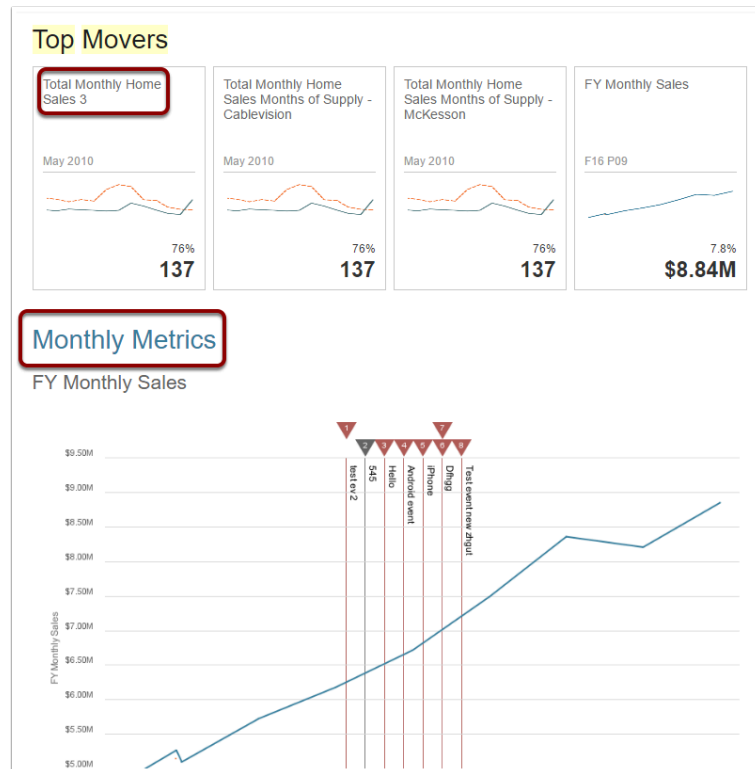 Top Movers
Total Monthly Home
Sales 3
May 2010
76%
137
Total Monthly Home
Sales Months of Supply -
Cablevision
May 2010
76%
137
Total Monthly Home
Sales Months of Supply -
McKesson
May 2010
76%
137
FY Monthly Sales
F16 P09
7.8%
$8.84M
Monthly Metrics
FY Monthly Sales
1
7
2
3
4
5
6
8
test ev 2
545
Hello
Android event
iPhone
Dfhgg
Test event new zhgut
$9.50M
$9.00M
$8.50M
$8.00M
$7.50M
$7.00M
$6.50M
$6.00M
$5.50M
$5.00M
FY Monthly Sales